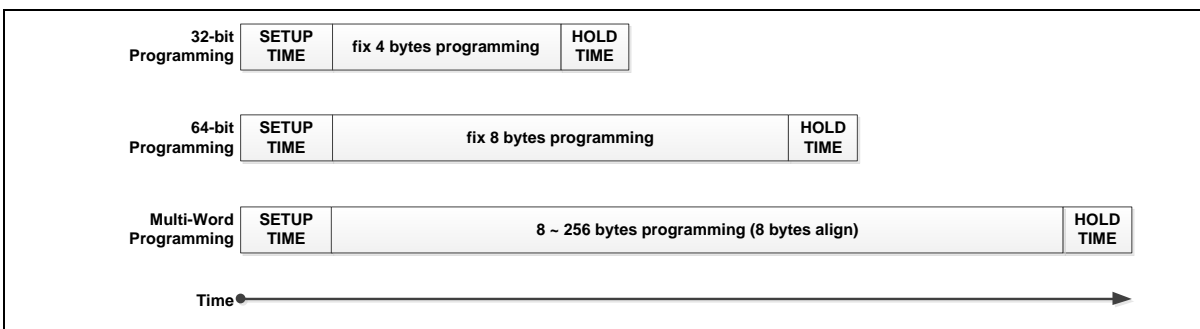 32-bit
Programming
SETUP
TIME
fix 4 bytes programming
HOLD
TIME
64-bit
Programming
SETUP
TIME
fix 8 bytes programming
HOLD
TIME
Multi-Word
Programming
SETUP
TIME
8 ~ 256 bytes programming (8 bytes align)
HOLD
TIME
Time